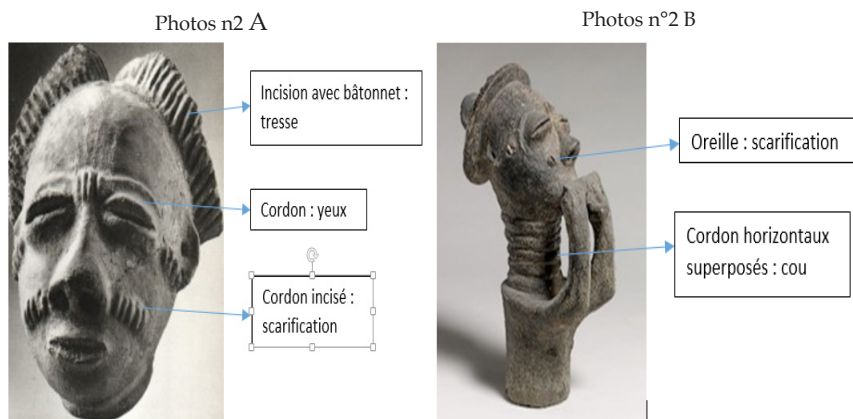 Photos n2 A
Photos n°2 B
Incision avec bâtonnet :
tresse
Cordon : yeux
Cordon incisé :
scarification
Oreille : scarification
Cordon horizontaux
superposés : cou